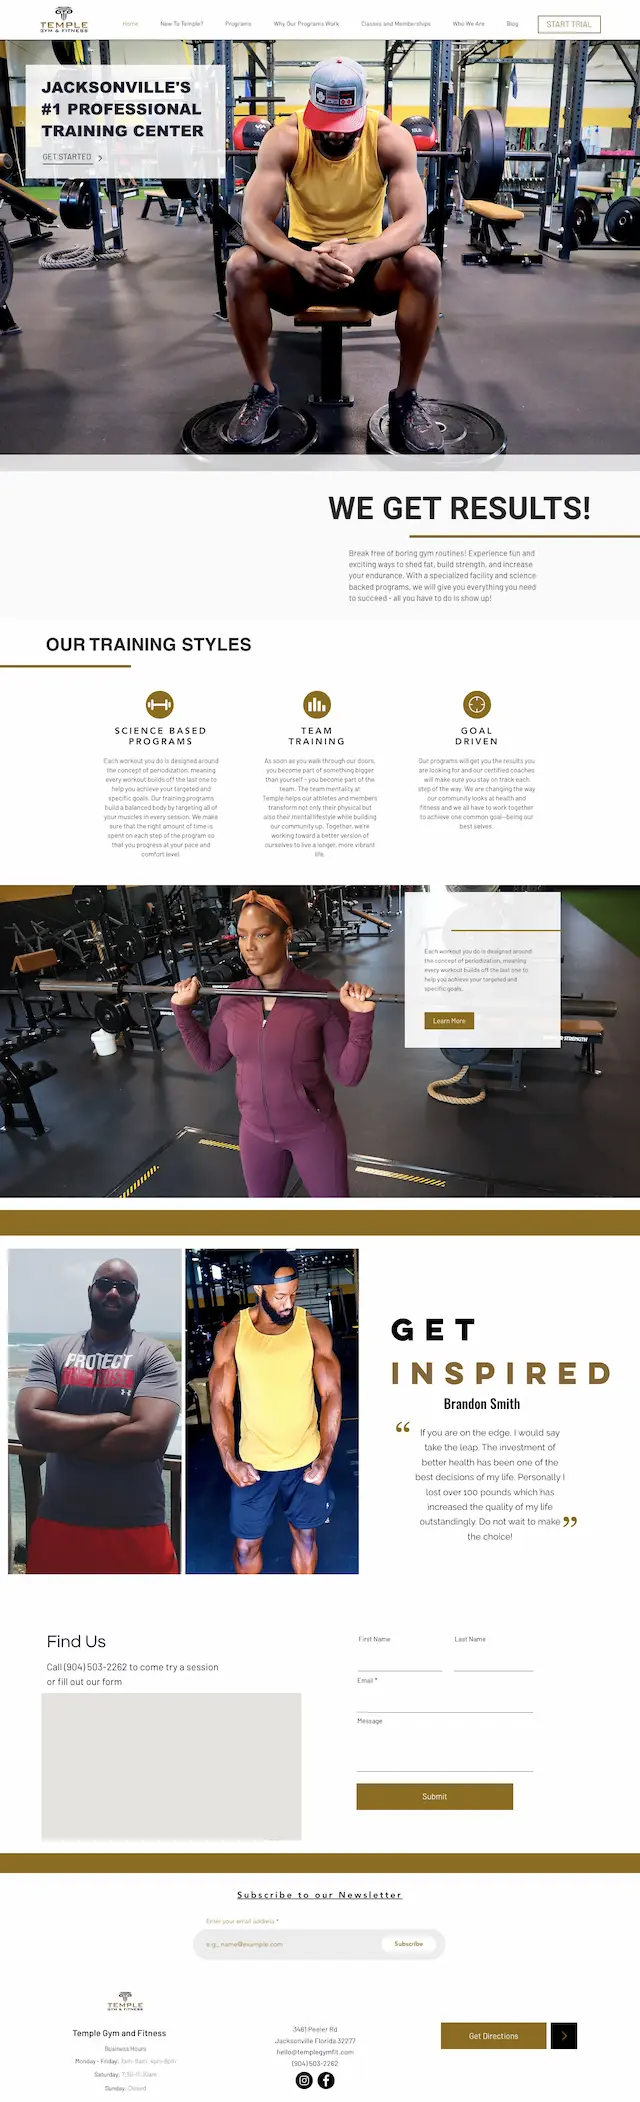 TEMPLE
GYM & FITNESS
Home
New To Temple?
Programs
Why Our Programs Work
Classes and Memberships
Who We Are
Blog
START TRIAL
JACKSONVILLE'S
#1 PROFESSIONAL
TRAINING CENTER
GET STARTED
WE GET RESULTS!
Break free of boring gym routines! Experience fun and
exciting ways to shed fat, build strength, and increase
your endurance. With a specialized facility and science
backed programs, we will give you everything you need
to succeed - all you have to do is show up!
OUR TRAINING STYLES
SCIENCE BASED
PROGRAMS
Each workout you do is designed around
the concept of periodization; meaning
every workout builds off the last one to
help you achieve your targeted and
specific goals. Our training programs
build a balanced body by targeting all of
your muscles in every session. We make
sure that the right amount of time is
spent on each step of the program so
that you progress at your pace and
comfort level.
TEAM
TRAINING
As soon as you walk through our doors,
you become part of something bigger
than yourself - you become part of the
team. The team mentality at
Temple helps our athletes and members
transform not only their physical but
also their mental lifestyle while building
our community up. Together, we're
working toward a better version of
ourselves to live a longer, more vibrant
life.
GOAL
DRIVEN
Our programs will get you the results you
are looking for and our certified coaches
will make sure you stay on track each
step of the way. We are changing the way
our community looks at health and
fitness and we all have to work together
to achieve one common goal—being our
best selves.
Each workout you do is designed around
the concept of periodization, meaning
every workout builds off the last one to
help you achieve your targeted and
specific goals.
Learn More
PROTECT
GET
INSPIRED
Brandon Smith
“ If you are on the edge. I would say
take the leap. The investment of
better health has been one of the
best decisions of my life. Personally I
lost over 100 pounds which has
increased the quality of my life
outstandingly. Do not wait to make ”
the choice!
Find Us
Call (904) 503-2262 to come try a session
or fill out our form
First Name
Last Name
Email *
Message
Submit
Subscribe to our Newsletter
Enter your email address *
e.g., name@example.com
Subscribe
TEMPLE
GYM & FITNESS
Temple Gym and Fitness
Business Hours
Monday - Friday: 5am-8am, 4pm-8pm
Saturday: 7:30-11:30am
Sunday: Closed
3461 Peeler Rd
Jacksonville Florida 32277
hello@templegymfit.com
(904) 503-2262
Get Directions